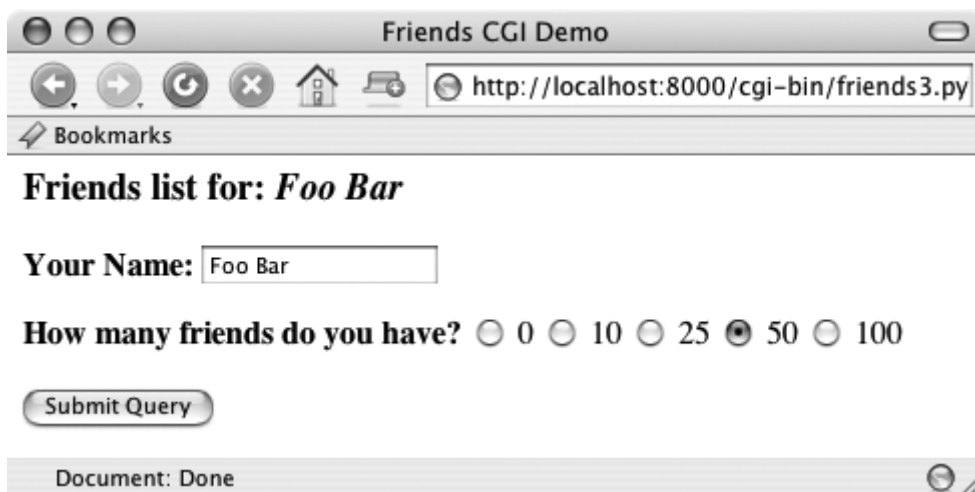 Friends CGI Demo
http://localhost:8000/cgi-bin/friends3.py
Bookmarks
Friends list for: Foo Bar
Your Name: Foo Bar
How many friends do you have? 0 10 25 50 100
Submit Query
Document: Done